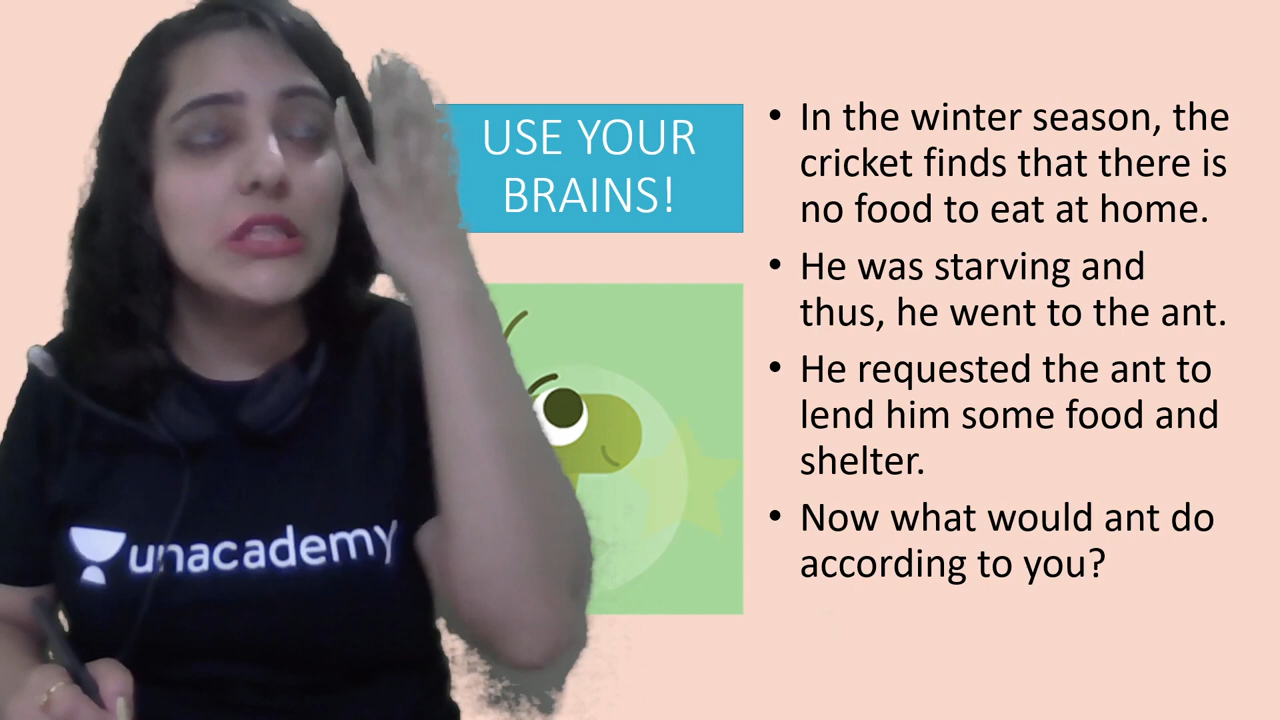 USE YOUR
BRAINS!
• In the winter season, the
cricket finds that there is
no food to eat at home.
• He was starving and
thus, he went to the ant.
• He requested the ant to
lend him some food and
shelter.
• Now what would ant do
according to you?
unacademy